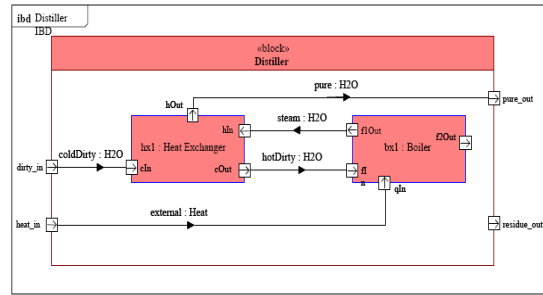 ibd Distiller
IBD
«block»
Distiller
pure : H2O
hOut
pure_out
steam : H2O
hIn
f1Out
f2Out
hx1 : Heat Exchanger
bx1 : Boiler
coldDirty : H2O
cOut
hotDirty : H2O
dirty_in
cIn
fI
n
qIn
external : Heat
heat_in
residue_out